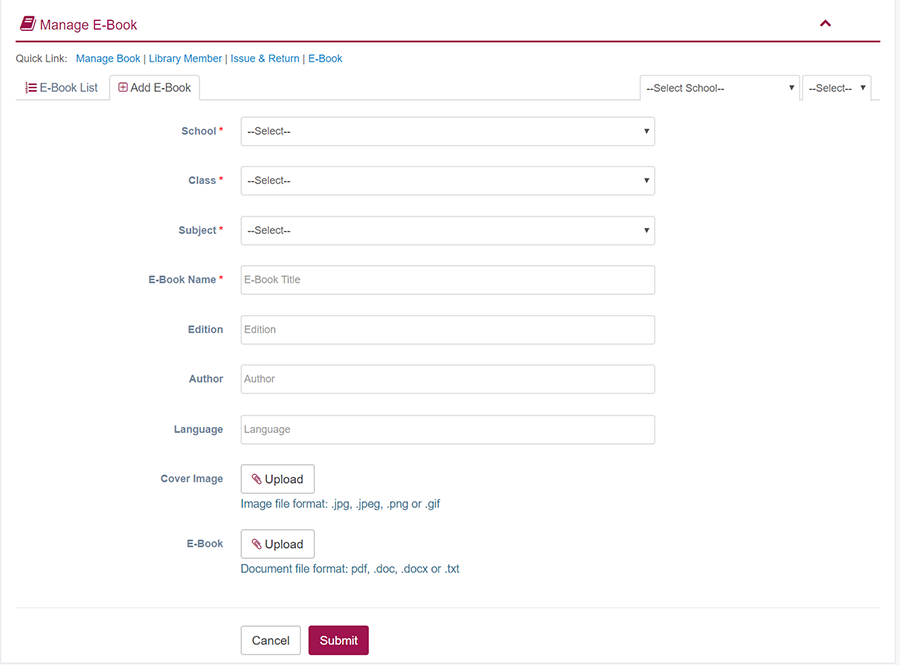 Manage E-Book
Quick Link: Manage Book | Library Member | Issue & Return | E-Book
E-Book List Add E-Book --Select School-- --Select--
School * --Select--
Class * --Select--
Subject * --Select--
E-Book Name * E-Book Title
Edition Edition
Author Author
Language Language
Cover Image Upload
Image file format: .jpg, .jpeg, .png or .gif
E-Book Upload
Document file format: pdf, .doc, .docx or .txt
Cancel Submit